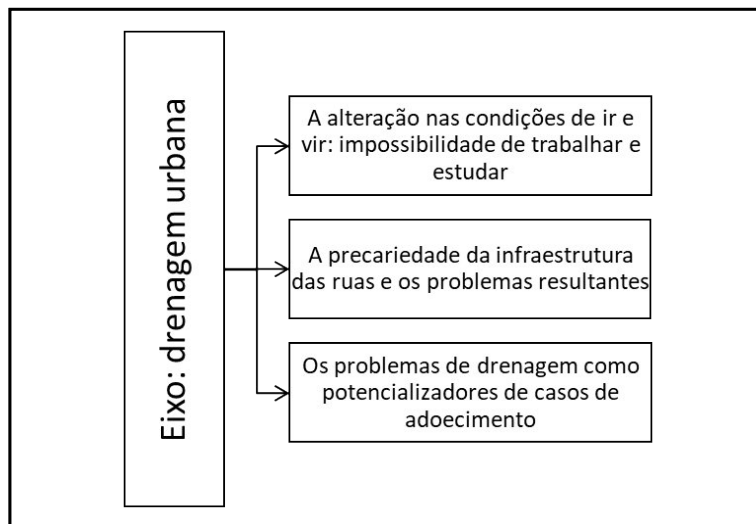 Eixo: drenagem urbana
A alteração nas condições de ir e
vir: impossibilidade de trabalhar e
estudar
A precariedade da infraestrutura
das ruas e os problemas resultantes
Os problemas de drenagem como
potencializadores de casos de
adoecimento